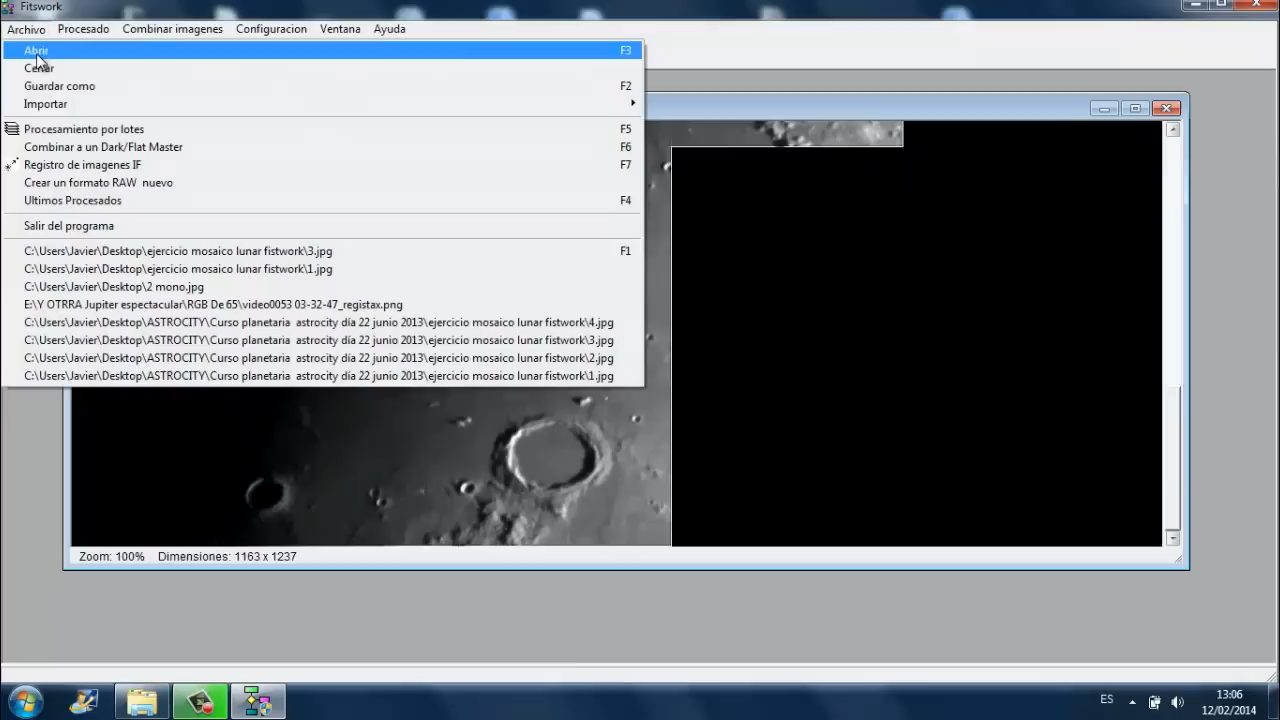 Fitswork
Archivo Procesado Combinar imagenes Configuracion Ventana Ayuda
Abrir F3
Cerrar
Guardar como F2
Importar
Procesamiento por lotes F5
Combinar a un Dark/Flat Master F6
Registro de imagenes IF F7
Crear un formato RAW nuevo
Ultimos Procesados F4
Salir del programa
C:\Users\Javier\Desktop\ejercicio mosaico lunar fistwork\3.jpg F1
C:\Users\Javier\Desktop\ejercicio mosaico lunar fistwork\1.jpg
C:\Users\Javier\Desktop\2 mono.jpg
E:\Y OTRRA Jupiter espectacular\RGB De 65\video0053 03-32-47_registax.png
C:\Users\Javier\Desktop\ASTROCITY\Curso planetaria astrocity día 22 junio 2013\ejercicio mosaico lunar fistwork\4.jpg
C:\Users\Javier\Desktop\ASTROCITY\Curso planetaria astrocity día 22 junio 2013\ejercicio mosaico lunar fistwork\3.jpg
C:\Users\Javier\Desktop\ASTROCITY\Curso planetaria astrocity día 22 junio 2013\ejercicio mosaico lunar fistwork\2.jpg
C:\Users\Javier\Desktop\ASTROCITY\Curso planetaria astrocity día 22 junio 2013\ejercicio mosaico lunar fistwork\1.jpg
Zoom: 100% Dimensiones: 1163 x 1237
ES
13:06
12/02/2014